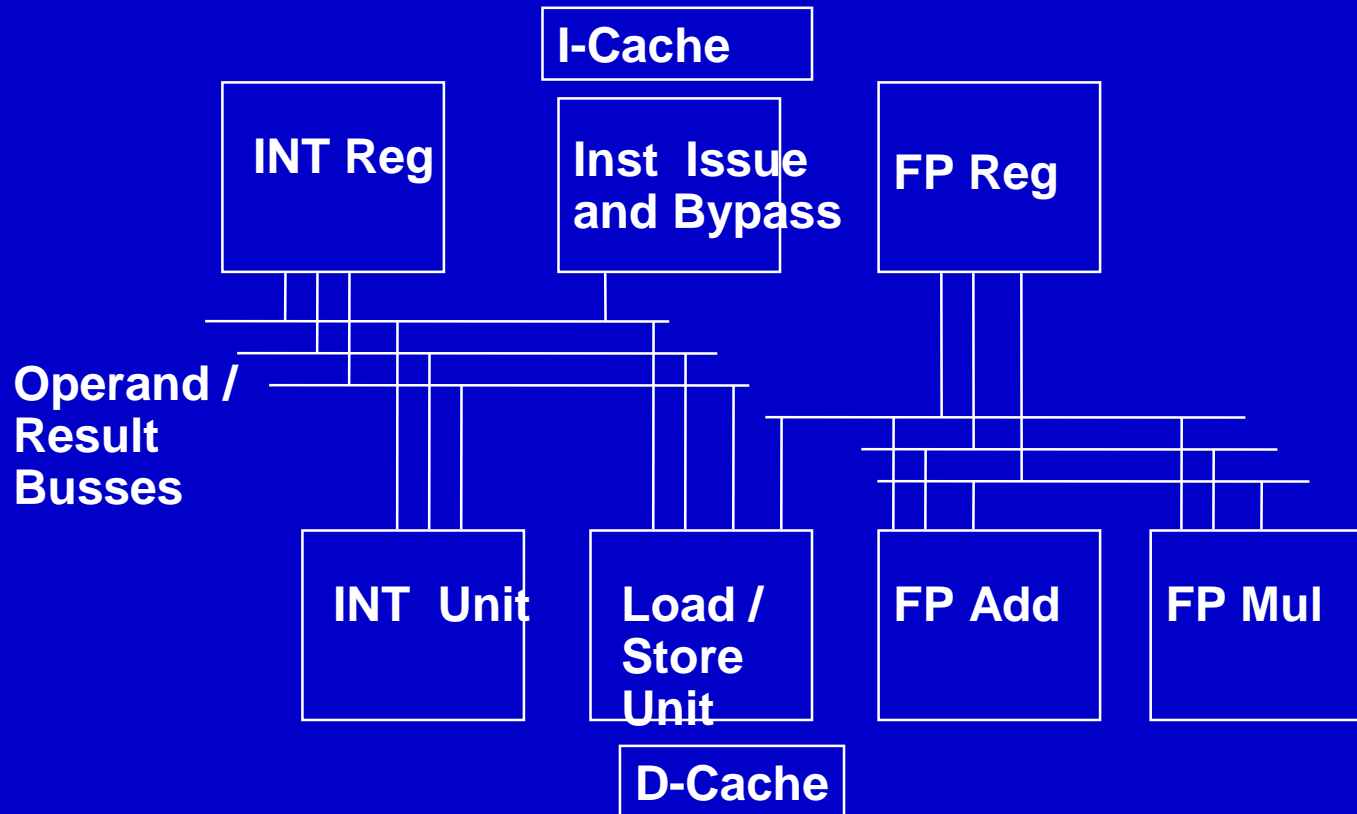 I-Cache
INT Reg
Inst Issue
and Bypass
FP Reg
Operand /
Result
Busses
INT Unit
Load /
Store
Unit
FP Add
FP Mul
D-Cache